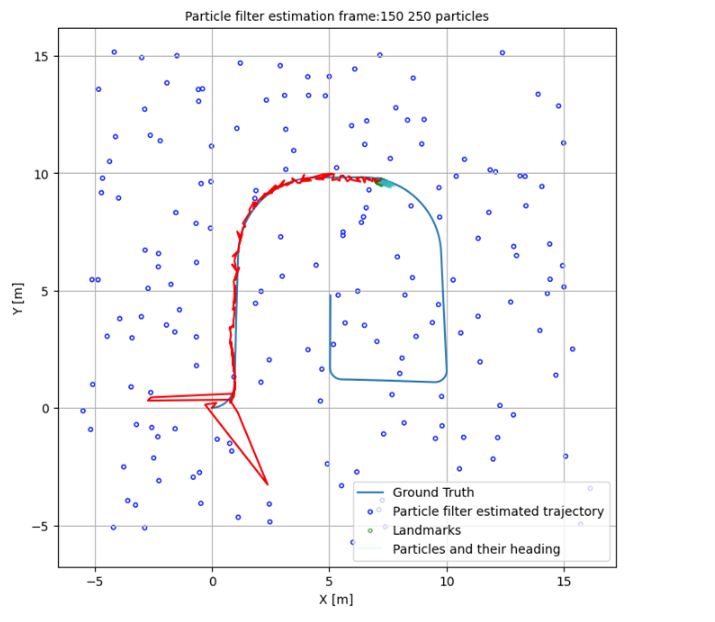 Particle filter estimation frame:150 250 particles
15
10
5
0
−5
Y [m]
−5
0
5
10
15
X [m]
Ground Truth
Particle filter estimated trajectory
Landmarks
Particles and their heading